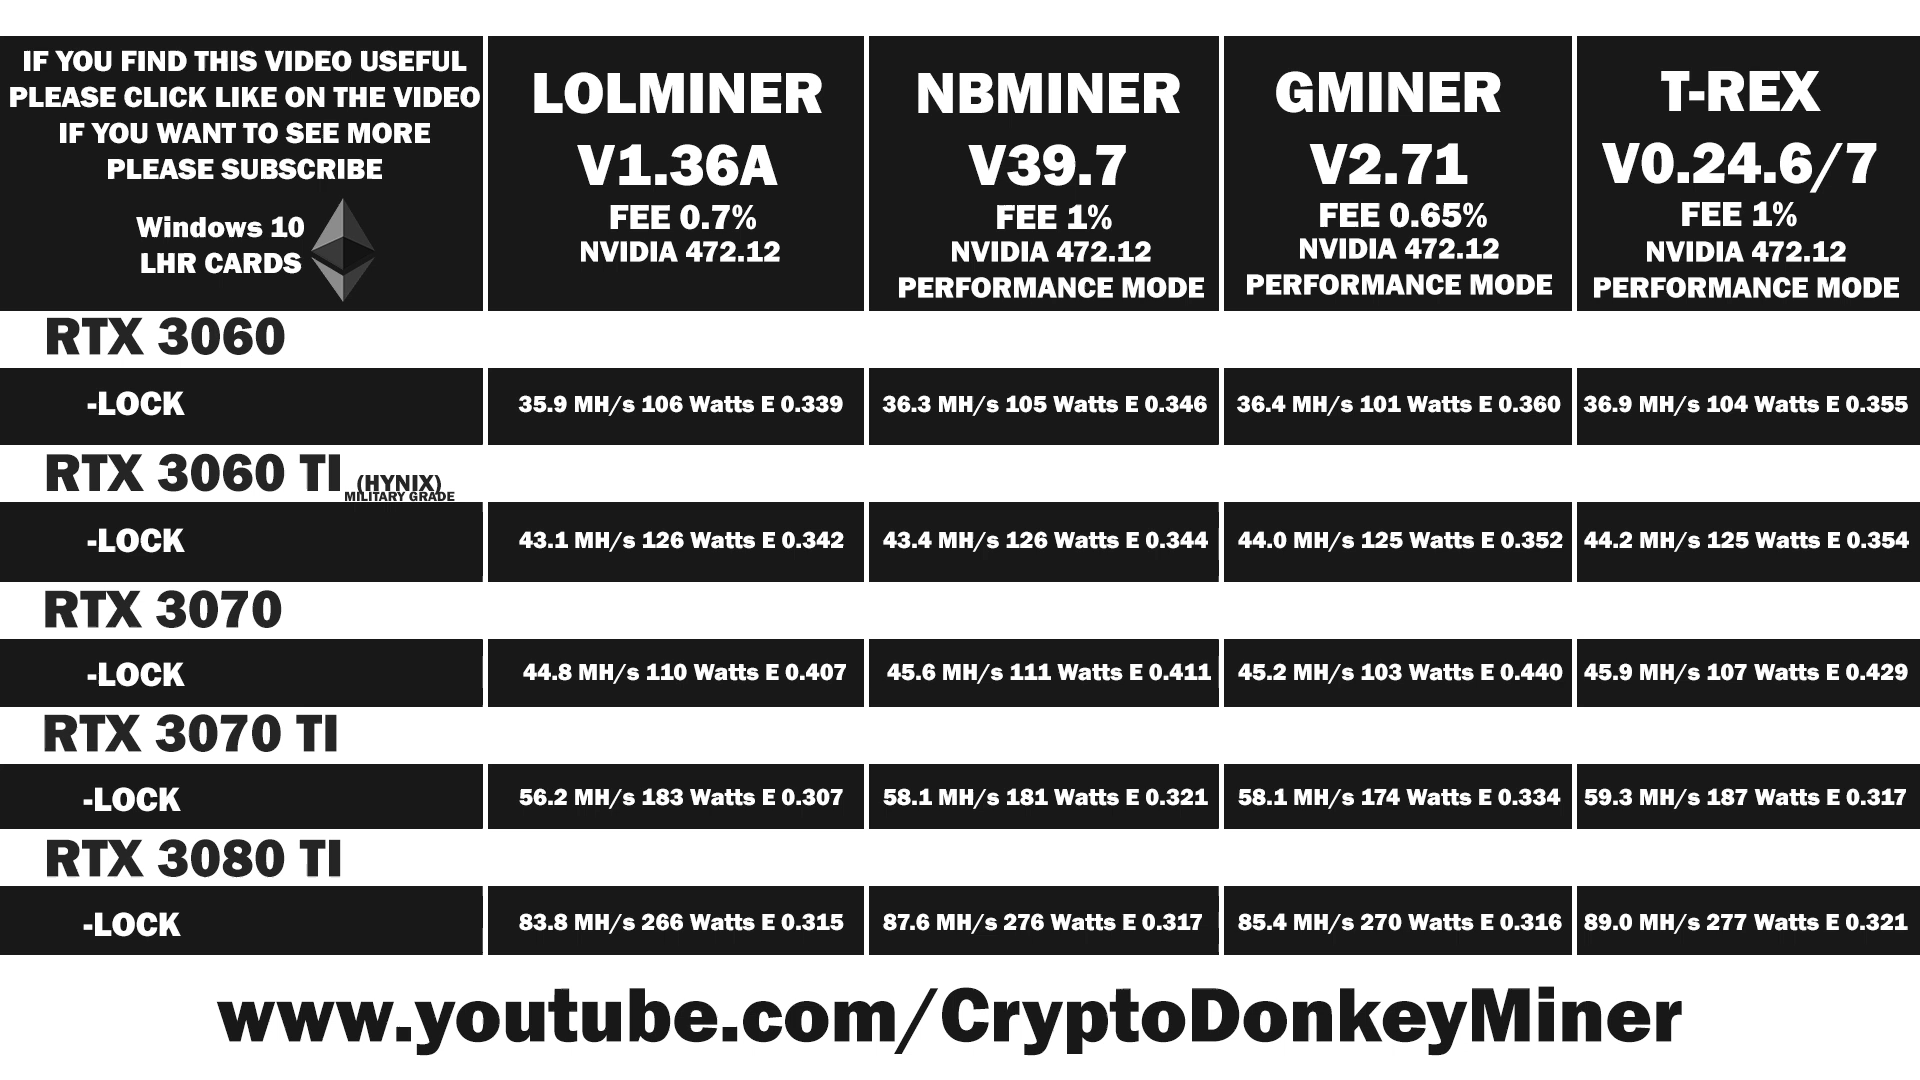 IF YOU FIND THIS VIDEO USEFUL
PLEASE CLICK LIKE ON THE VIDEO
IF YOU WANT TO SEE MORE
PLEASE SUBSCRIBE
Windows 10
LHR CARDS
LOLMINER
V1.36A
FEE 0.7%
NVIDIA 472.12
NBMINER
V39.7
FEE 1%
NVIDIA 472.12
PERFORMANCE MODE
GMINER
V2.71
FEE 0.65%
NVIDIA 472.12
PERFORMANCE MODE
T-REX
V0.24.6/7
FEE 1%
NVIDIA 472.12
PERFORMANCE MODE
RTX 3060
-LOCK
35.9 MH/s 106 Watts E 0.339
36.3 MH/s 105 Watts E 0.346
36.4 MH/s 101 Watts E 0.360
36.9 MH/s 104 Watts E 0.355
RTX 3060 TI (HYNIX)
MILITARY GRADE
-LOCK
43.1 MH/s 126 Watts E 0.342
43.4 MH/s 126 Watts E 0.344
44.0 MH/s 125 Watts E 0.352
44.2 MH/s 125 Watts E 0.354
RTX 3070
-LOCK
44.8 MH/s 110 Watts E 0.407
45.6 MH/s 111 Watts E 0.411
45.2 MH/s 103 Watts E 0.440
45.9 MH/s 107 Watts E 0.429
RTX 3070 TI
-LOCK
56.2 MH/s 183 Watts E 0.307
58.1 MH/s 181 Watts E 0.321
58.1 MH/s 174 Watts E 0.334
59.3 MH/s 187 Watts E 0.317
RTX 3080 TI
-LOCK
83.8 MH/s 266 Watts E 0.315
87.6 MH/s 276 Watts E 0.317
85.4 MH/s 270 Watts E 0.316
89.0 MH/s 277 Watts E 0.321
www.youtube.com/CryptoDonkeyMiner